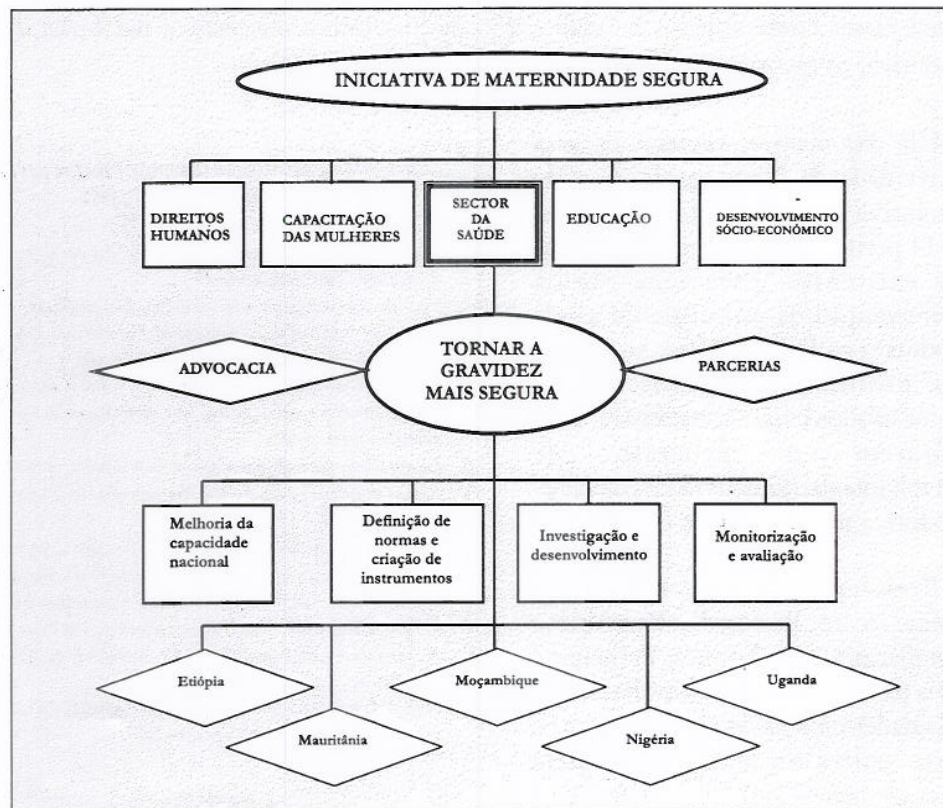 INICIATIVA DE MATERNIDADE SEGURA
DIREITOS
HUMANOS
CAPACITAÇÃO
DAS MULHERES
SECTOR
DA
SAÚDE
EDUCAÇÃO
DESENVOLVIMENTO
SÓCIO-ECONÓMICO
ADVOCACIA
TORNAR A
GRAVIDEZ
MAIS SEGURA
PARCERIAS
Melhoria da
capacidade
nacional
Definição de
normas e
criação de
instrumentos
Investigação e
desenvolvimento
Monitorização
e avaliação
Etiópia
Moçambique
Uganda
Mauritânia
Nigéria